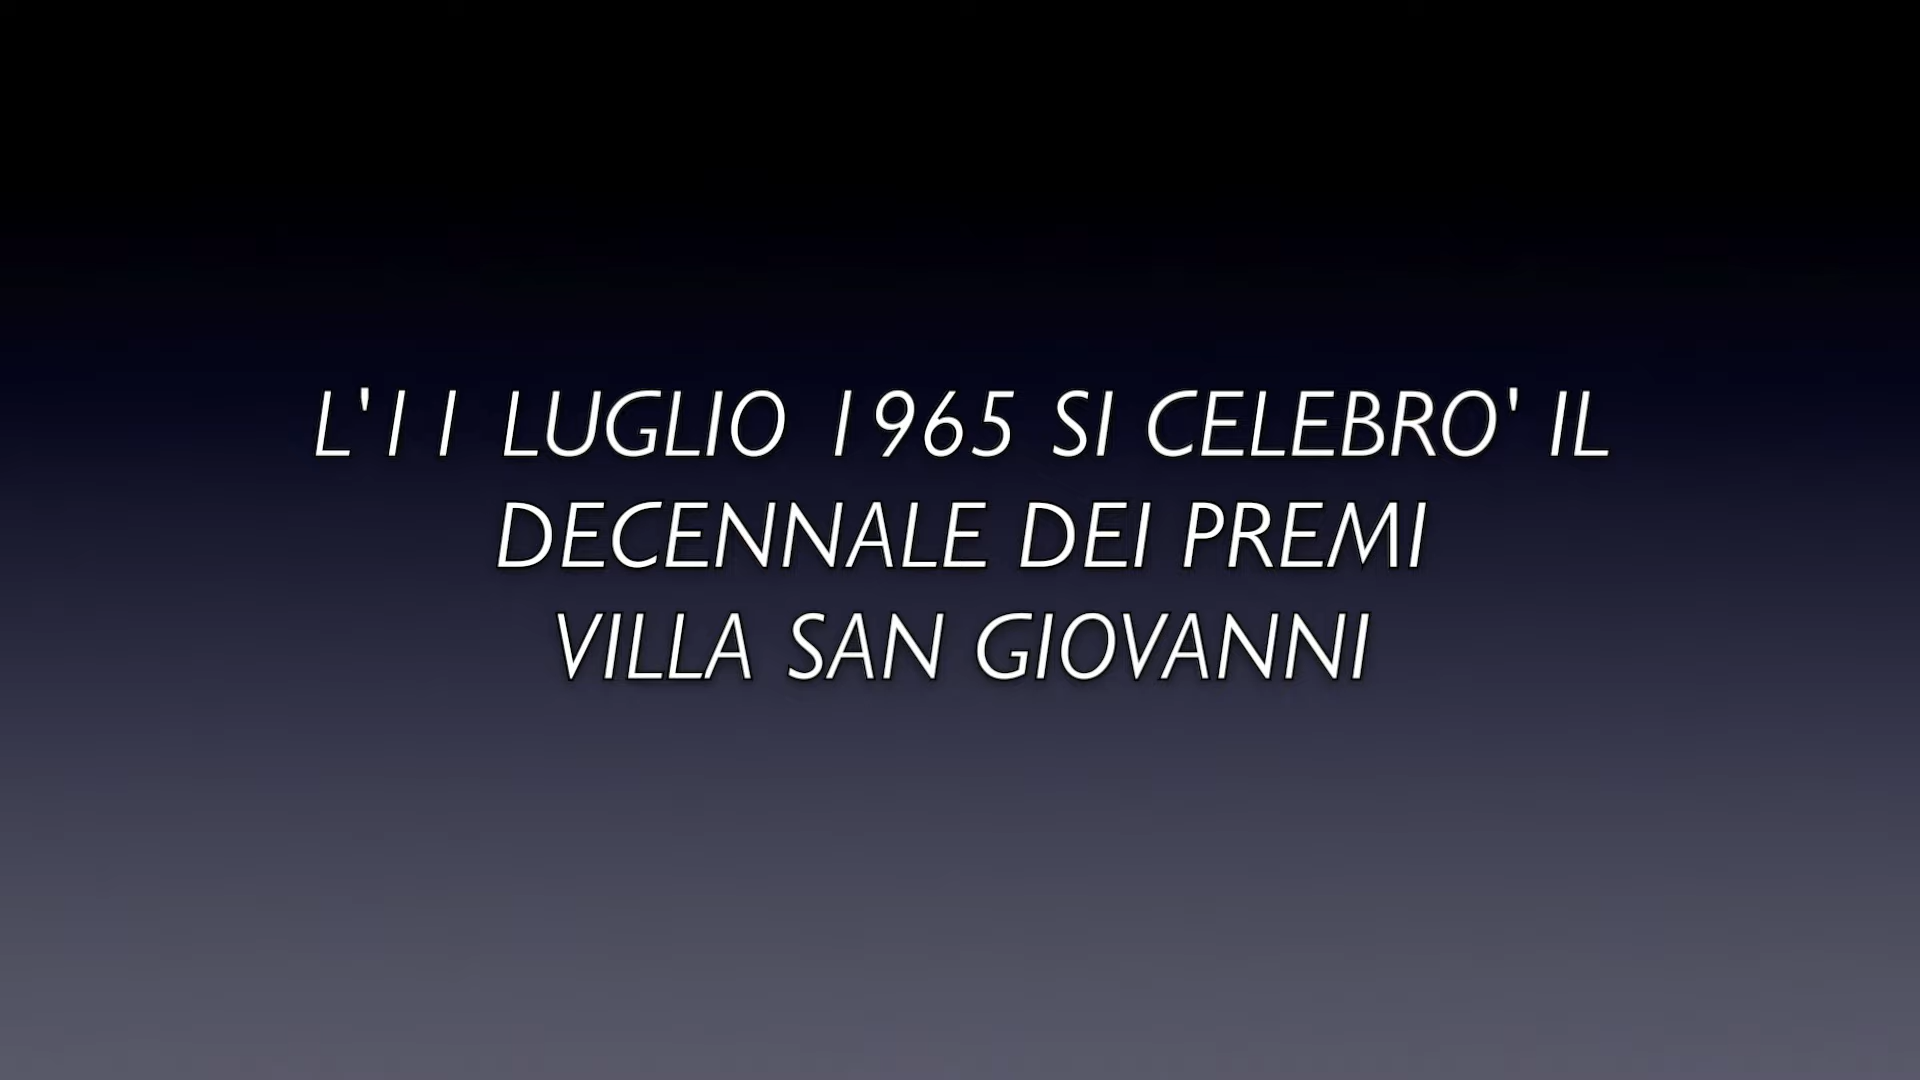 L'11 LUGLIO 1965 SI CELEBRO' IL
DECENNALE DEI PREMI
VILLA SAN GIOVANNI